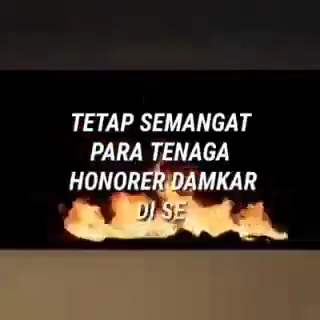 TETAP SEMANGAT
PARA TENAGA
HONORER DAMKAR
DI SE